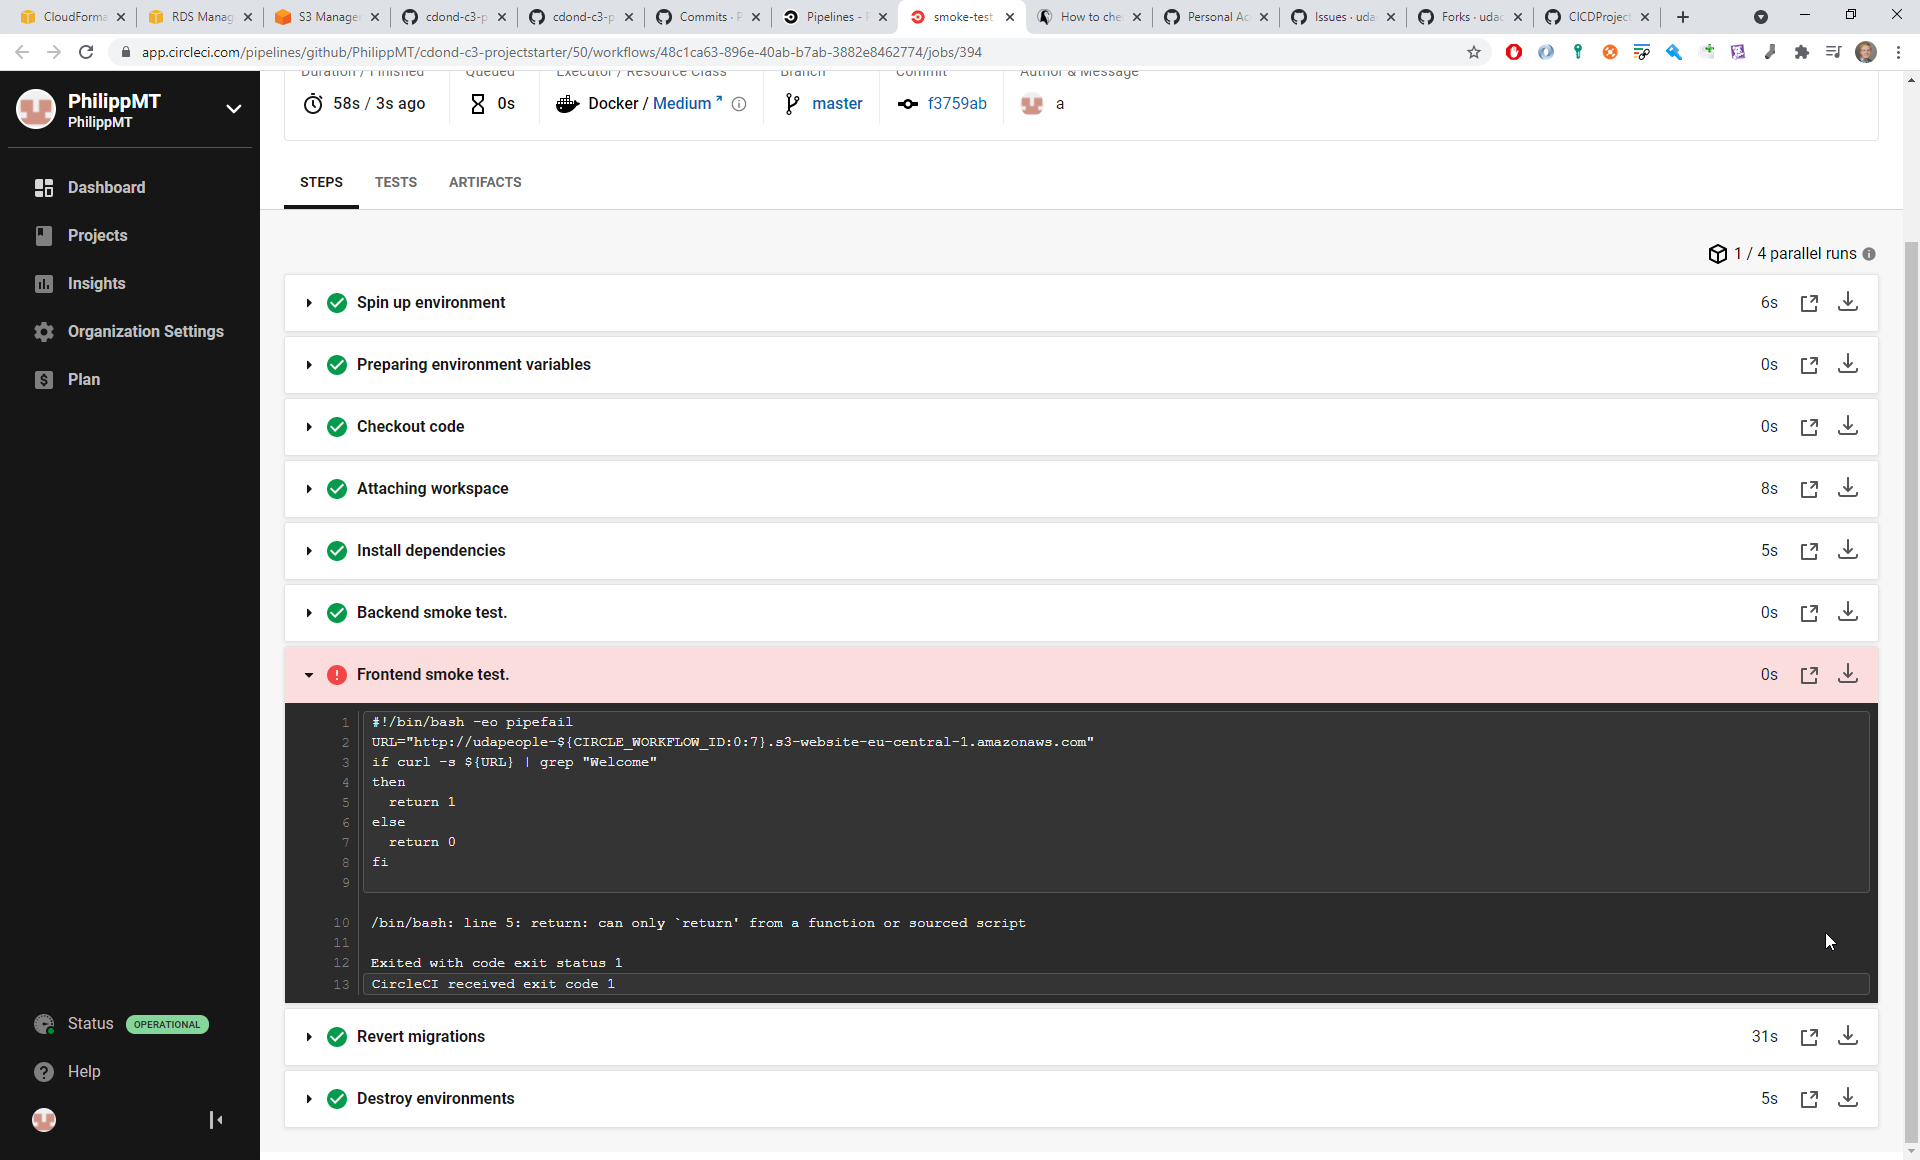 CloudForma
RDS Manag
S3 Manage
cdond-c3-p
cdond-c3-p
Commits · P
Pipelines - P
smoke-test
How to che
Personal Ac
Issues · uda
Forks · udac
CICDProject
app.circleci.com/pipelines/github/PhilippMT/cdond-c3-projectstarter/50/workflows/48c1ca63-896e-40ab-b7ab-3882e8462774/jobs/394
PhilippMT
PhilippMT
Dashboard
Projects
Insights
Organization Settings
Plan
Status OPERATIONAL
Help
Duration / Finished
Queued
Executor / Resource Class
Branch
Commit
Author & Message
58s / 3s ago
0s
Docker / Medium
master
f3759ab
a
STEPS
TESTS
ARTIFACTS
1 / 4 parallel runs
Spin up environment 6s
Preparing environment variables 0s
Checkout code 0s
Attaching workspace 8s
Install dependencies 5s
Backend smoke test. 0s
Frontend smoke test. 0s
1 #!/bin/bash -eo pipefail
2 URL="http://udapeople-${CIRCLE_WORKFLOW_ID:0:7}.s3-website-eu-central-1.amazonaws.com"
3 if curl -s ${URL} | grep "Welcome"
4 then
5 return 1
6 else
7 return 0
8 fi
9
10 /bin/bash: line 5: return: can only `return' from a function or sourced script
11
12 Exited with code exit status 1
13 CircleCI received exit code 1
Revert migrations 31s
Destroy environments 5s